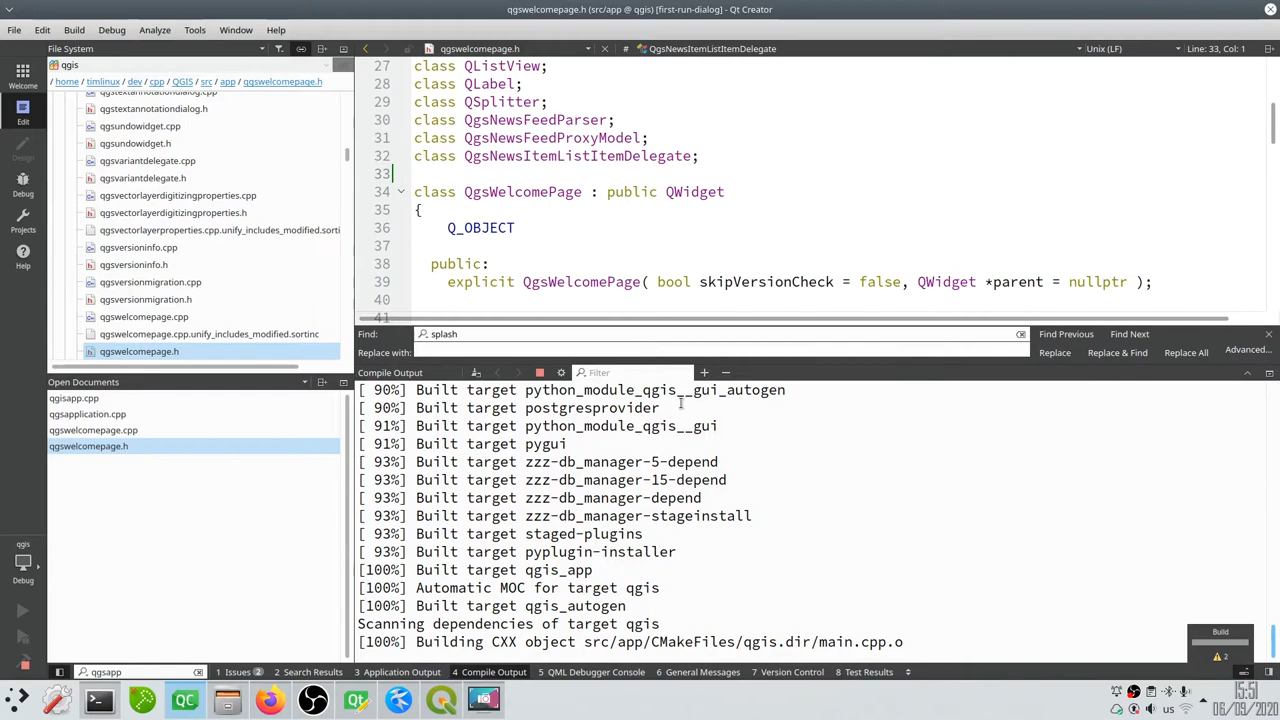 qgswelcomepage.h (src/app @ qgis) [first-run-dialog] - Qt Creator
File Edit Build Debug Analyze Tools Window Help
File System
qgswelcomepage.h
# QgsNewsItemListItemDelegate
Unix (LF)
Line: 33, Col: 1
qgis
/ home / timlinux / dev / cpp / QGIS / src / app / qgswelcomepage.h
qgstextannotationdialog.cpp
qgstextannotationdialog.h
qgsundowidget.cpp
qgsundowidget.h
qgsvariantdelegate.cpp
qgsvariantdelegate.h
qgsvectorlayerdigitizingproperties.cpp
qgsvectorlayerdigitizingproperties.h
qgsvectorlayerproperties.cpp.unify_includes_modified.sorti
qgsversioninfo.cpp
qgsversioninfo.h
qgsversionmigration.cpp
qgsversionmigration.h
qgswelcomepage.cpp
qgswelcomepage.cpp.unify_includes_modified.sortinc
qgswelcomepage.h
Welcome
Edit
Design
Debug
Projects
Help
qgis
Debug
Open Documents
qgisapp.cpp
qgsapplication.cpp
qgswelcomepage.cpp
qgswelcomepage.h
27 class QListView;
28 class QLabel;
29 class QSplitter;
30 class QgsNewsFeedParser;
31 class QgsNewsFeedProxyModel;
32 class QgsNewsItemListItemDelegate;
33
34 class QgsWelcomePage : public QWidget
35 {
36 Q_OBJECT
37
38 public:
39 explicit QgsWelcomePage( bool skipVersionCheck = false, QWidget *parent = nullptr );
40
41
Find: splash
Find Previous Find Next
Replace with:
Replace Replace & Find Replace All Advanced...
Compile Output
Filter
[ 90%] Built target python_module_qgis__gui_autogen
[ 90%] Built target postgresprovider
[ 91%] Built target python_module_qgis__gui
[ 91%] Built target pygui
[ 93%] Built target zzz-db_manager-5-depend
[ 93%] Built target zzz-db_manager-15-depend
[ 93%] Built target zzz-db_manager-depend
[ 93%] Built target zzz-db_manager-stageinstall
[ 93%] Built target staged-plugins
[ 93%] Built target pyplugin-installer
[100%] Built target qgis_app
[100%] Automatic MOC for target qgis
[100%] Built target qgis_autogen
Scanning dependencies of target qgis
[100%] Building CXX object src/app/CMakeFiles/qgis.dir/main.cpp.o
Build
2
qgsapp
1 Issues 2
2 Search Results
3 Application Output
4 Compile Output
5 QML Debugger Console
6 General Messages
7 Version Control
8 Test Results
QC
us
15:51
06/09/2020